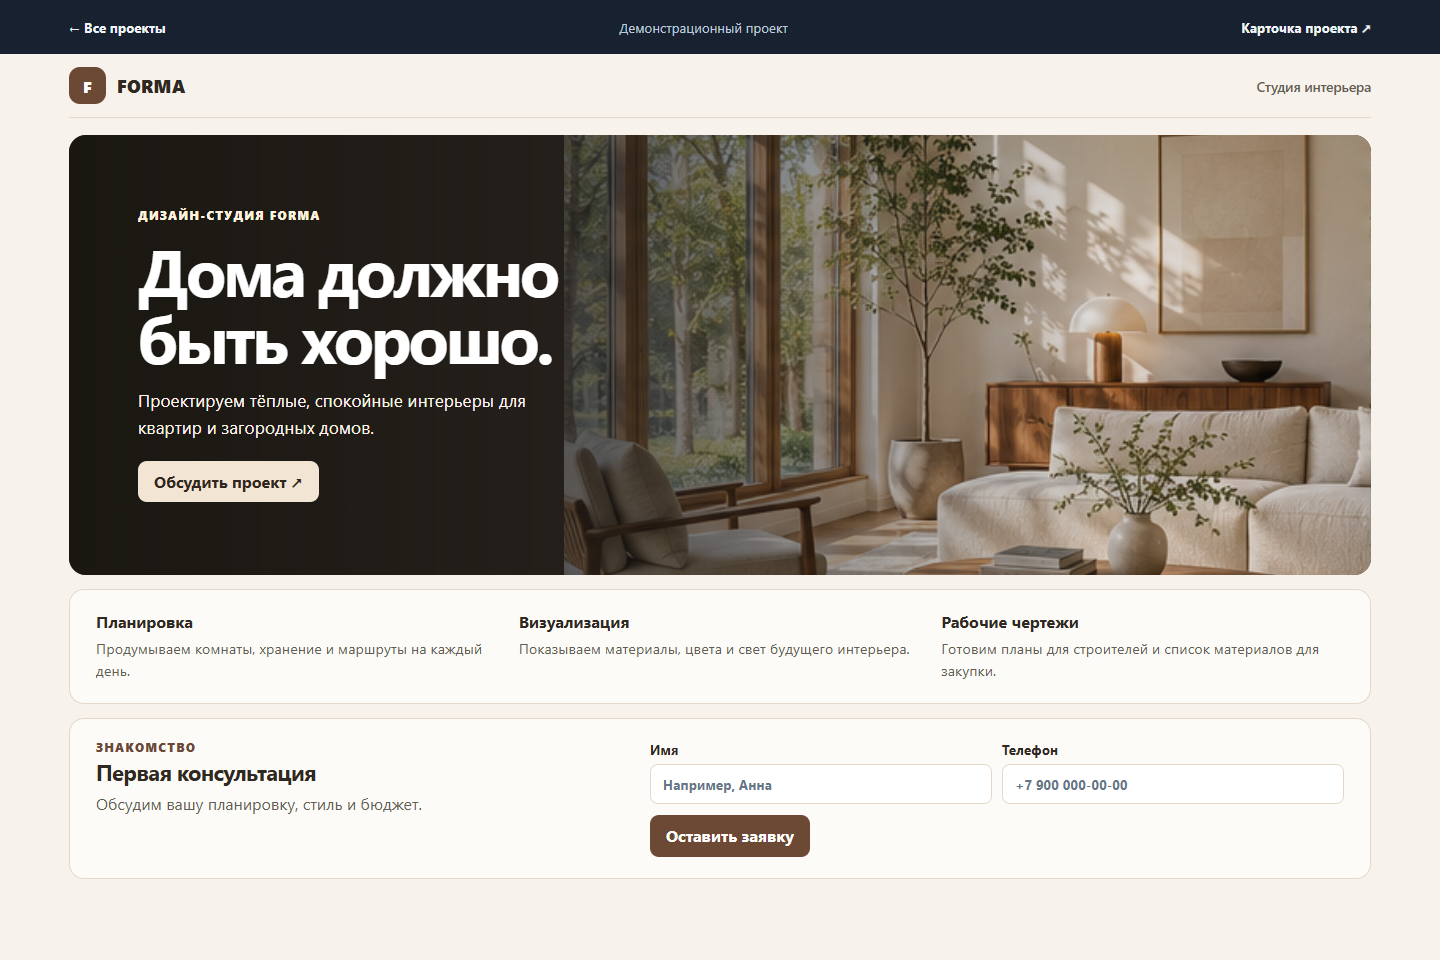 ← Все проекты
Демонстрационный проект
Карточка проекта ↗
F FORMA
Студия интерьера
ДИЗАЙН-СТУДИЯ FORMA
Дома должно
быть хорошо.
Проектируем тёплые, спокойные интерьеры для
квартир и загородных домов.
Обсудить проект ↗
Планировка
Продумываем комнаты, хранение и маршруты на каждый
день.
Визуализация
Показываем материалы, цвета и свет будущего интерьера.
Рабочие чертежи
Готовим планы для строителей и список материалов для
закупки.
ЗНАКОМСТВО
Первая консультация
Обсудим вашу планировку, стиль и бюджет.
Имя
Например, Анна
Телефон
+7 900 000-00-00
Оставить заявку